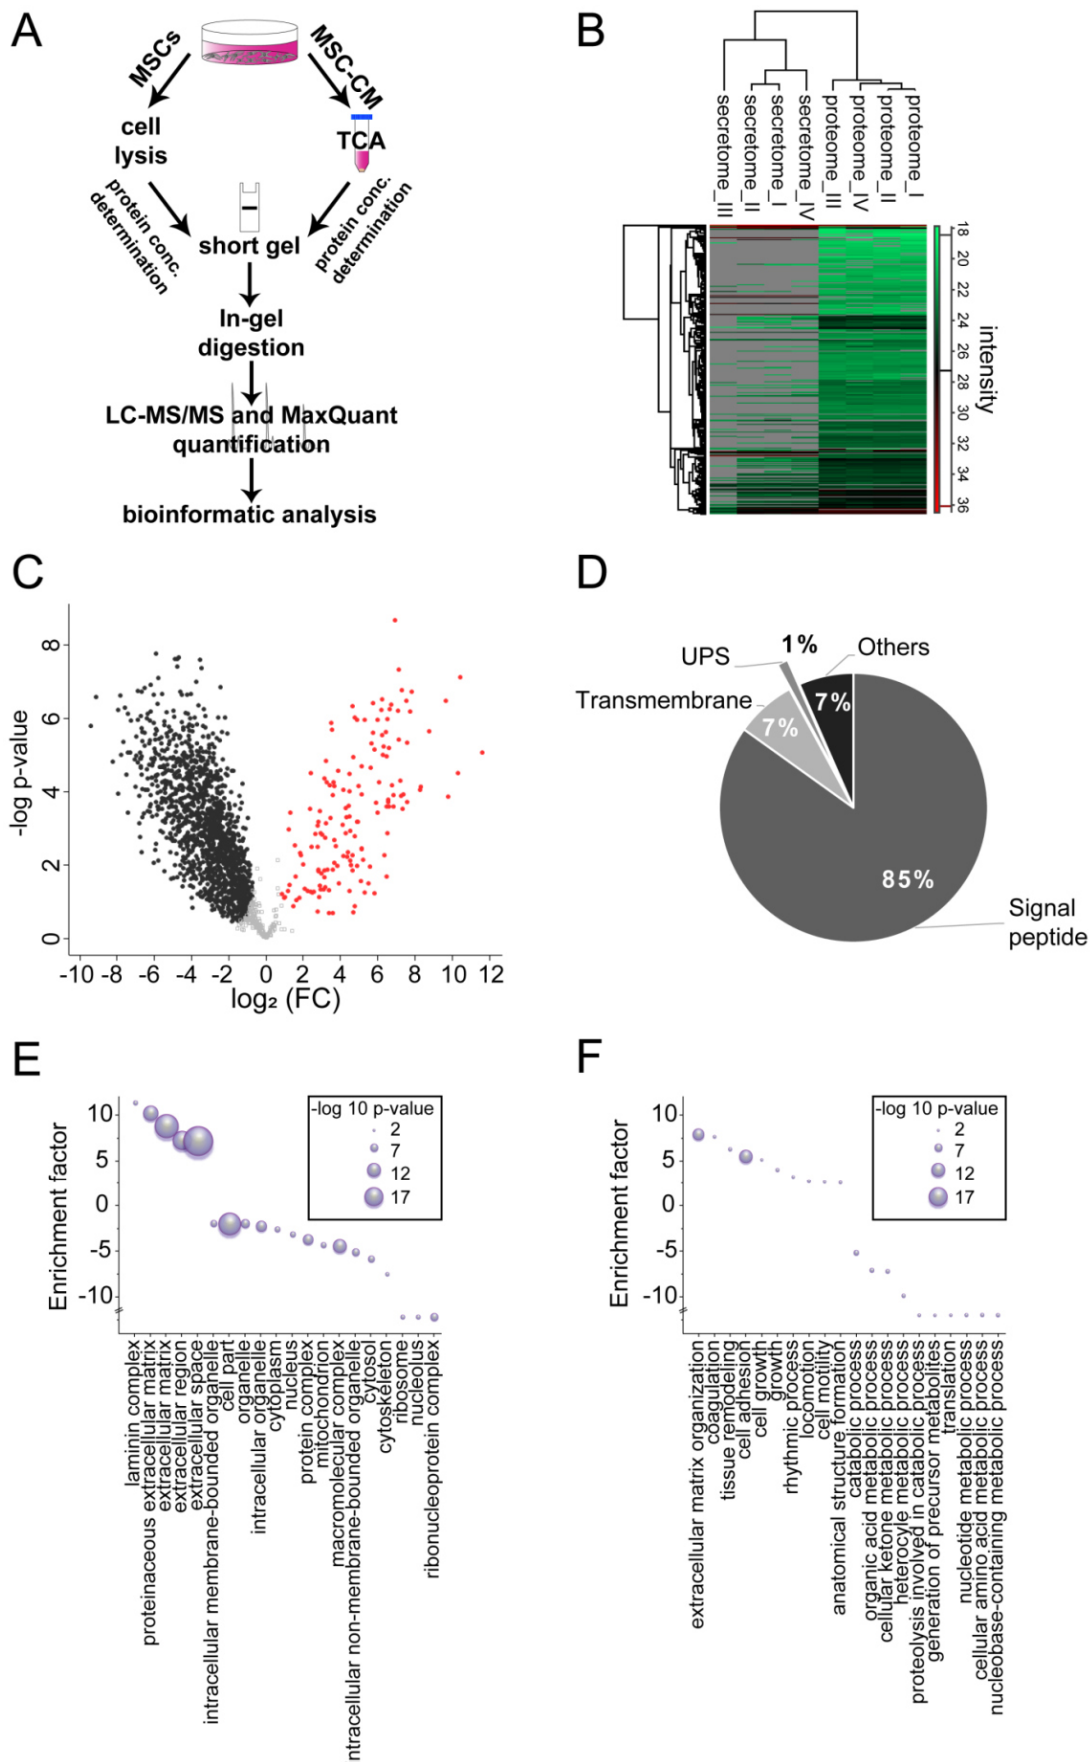 A
MSCs
MSC-CM
cell
lysis
TCA
protein conc.
determination
protein conc.
determination
short gel
In-gel
digestion
LC-MS/MS and MaxQuant
quantification
bioinformatic analysis
B
secretome_III
secretome_II
secretome_I
secretome_IV
proteome_III
proteome_IV
proteome_II
proteome_I
18
20
22
24
26
28
30
32
34
36
intensity
C
-log p-value
8
6
4
2
0
-10 -8 -6 -4 -2 0 2 4 6 8 10 12
log₂ (FC)
D
UPS
1%
Others
Transmembrane
7%
7%
85%
Signal
peptide
E
Enrichment factor
10
5
0
-5
-10
-log 10 p-value
2
7
12
17
laminin complex
proteinaceous extracellular matrix
extracellular matrix
extracellular region
extracellular space
intracellular membrane-bounded organelle
cell part
organelle
intracellular organelle
cytoplasm
nucleus
protein complex
mitochondrion
macromolecular complex
ntracellular non-membrane-bounded organelle
cytosol
cytoskeleton
ribosome
nucleolus
ribonucleoprotein complex
F
Enrichment factor
10
5
0
-5
-10
-log 10 p-value
2
7
12
17
extracellular matrix organization
coagulation
tissue remodeling
cell adhesion
cell growth
growth
rhythmic process
locomotion
cell motility
anatomical structure formation
catabolic process
organic acid metabolic process
cellular ketone metabolic process
heterocyle metabolic process
proteolysis involved in catabolic process
generation of precursor metabolites
translation
nucleotide metabolic process
cellular amino acid metabolic process
nucleobase-containing metabolic process